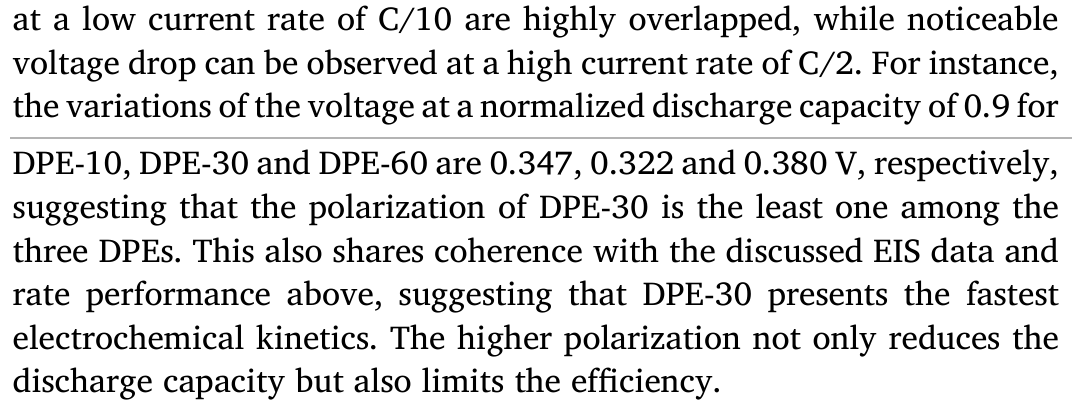 at a low current rate of C/10 are highly overlapped, while noticeable
voltage drop can be observed at a high current rate of C/2. For instance,
the variations of the voltage at a normalized discharge capacity of 0.9 for
DPE-10, DPE-30 and DPE-60 are 0.347, 0.322 and 0.380 V, respectively,
suggesting that the polarization of DPE-30 is the least one among the
three DPEs. This also shares coherence with the discussed EIS data and
rate performance above, suggesting that DPE-30 presents the fastest
electrochemical kinetics. The higher polarization not only reduces the
discharge capacity but also limits the efficiency.